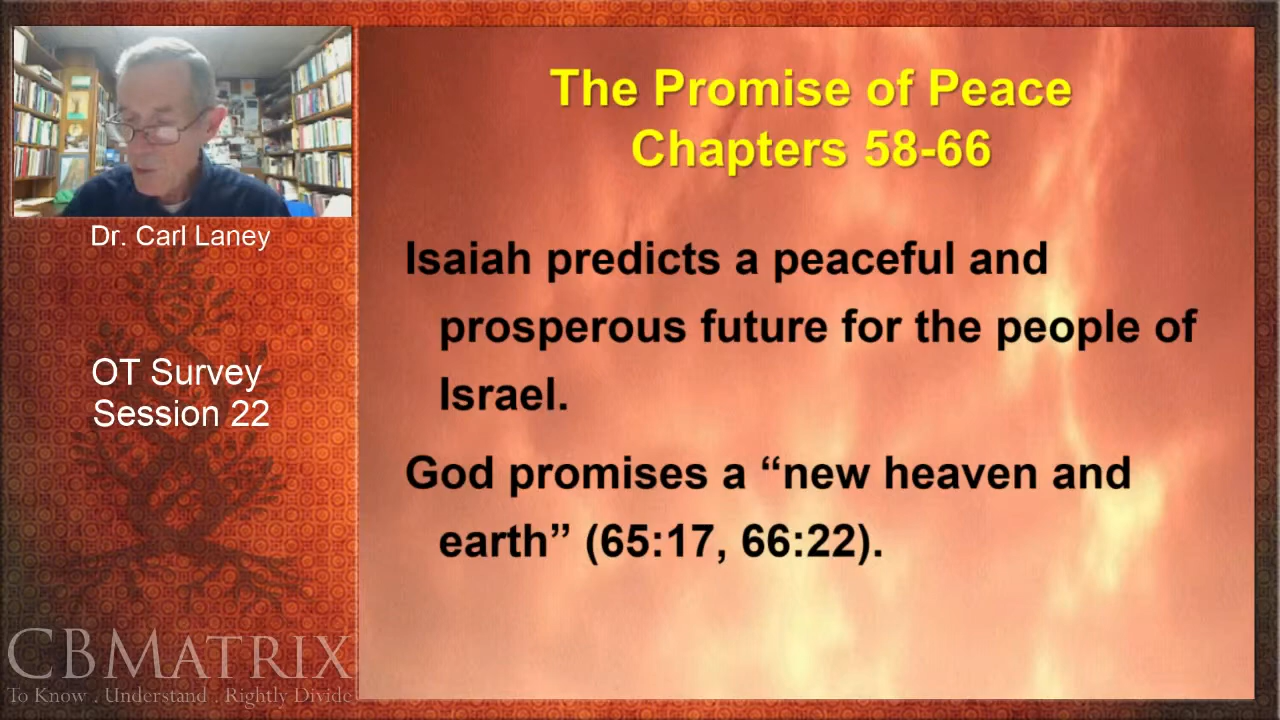 The Promise of Peace
Chapters 58-66
Isaiah predicts a peaceful and
prosperous future for the people of
Israel.
God promises a “new heaven and
earth” (65:17, 66:22).
Dr. Carl Laney
OT Survey
Session 22
CBMATRIX
To Know . Understand . Rightly Divide